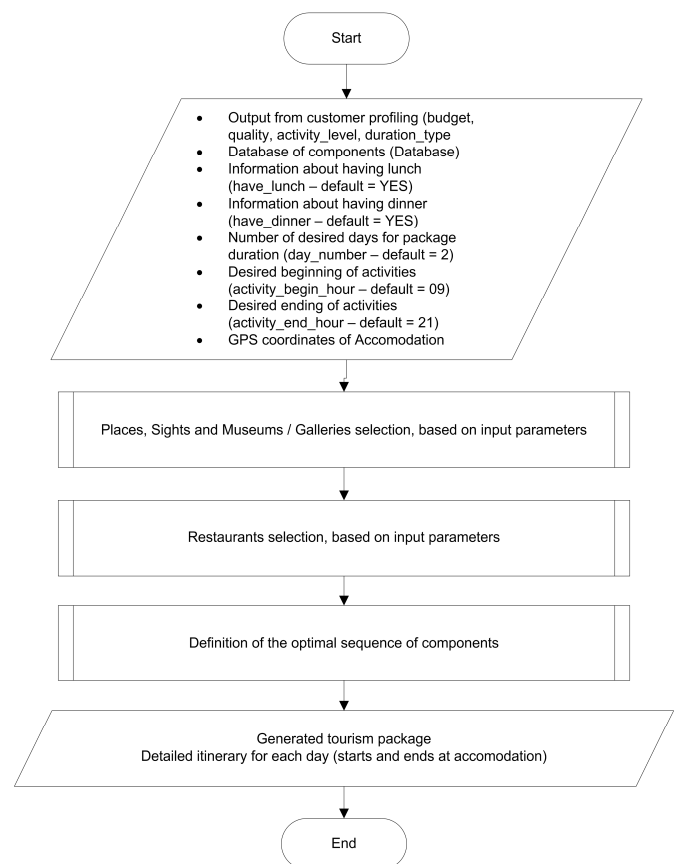 Start
• Output from customer profiling (budget,
quality, activity_level, duration_type
• Database of components (Database)
• Information about having lunch
(have_lunch – default = YES)
• Information about having dinner
(have_dinner – default = YES)
• Number of desired days for package
duration (day_number – default = 2)
• Desired beginning of activities
(activity_begin_hour – default = 09)
• Desired ending of activities
(activity_end_hour – default = 21)
• GPS coordinates of Accomodation
Places, Sights and Museums / Galleries selection, based on input parameters
Restaurants selection, based on input parameters
Definition of the optimal sequence of components
Generated tourism package
Detailed itinerary for each day (starts and ends at accomodation)
End